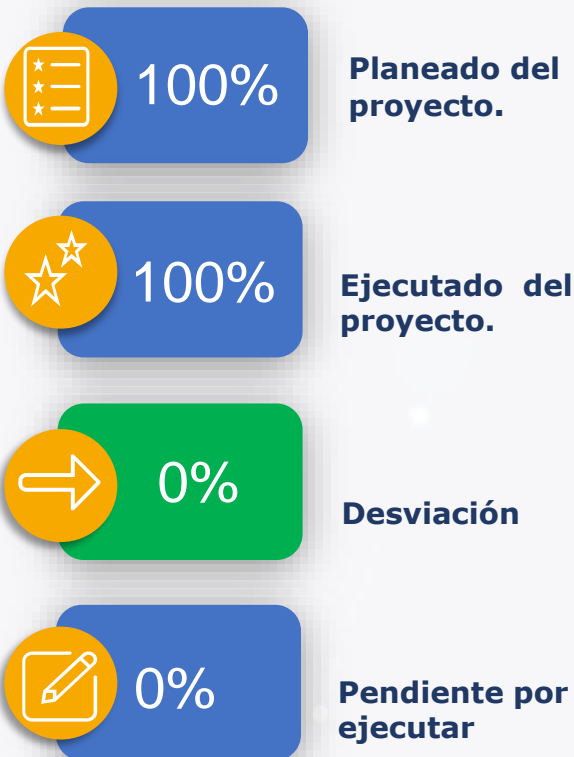 100%
Planeado del
proyecto.
100%
Ejecutado del
proyecto.
0%
Desviación
0%
Pendiente por
ejecutar